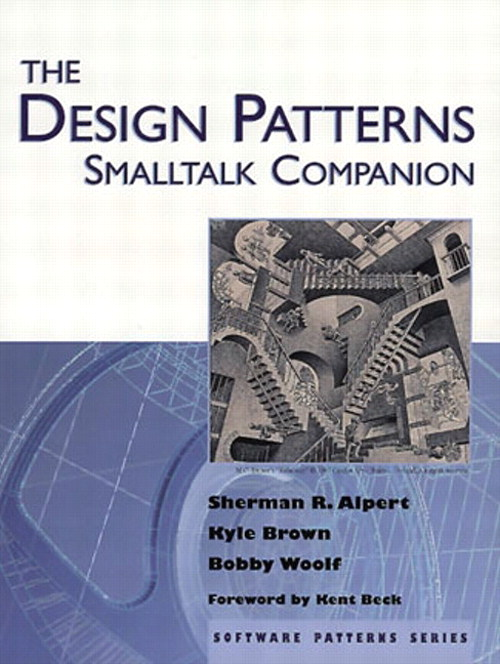 THE
DESIGN PATTERNS
SMALLTALK COMPANION
Sherman R. Alpert
Kyle Brown
Bobby Woolf
Foreword by Kent Beck
SOFTWARE PATTERNS SERIES